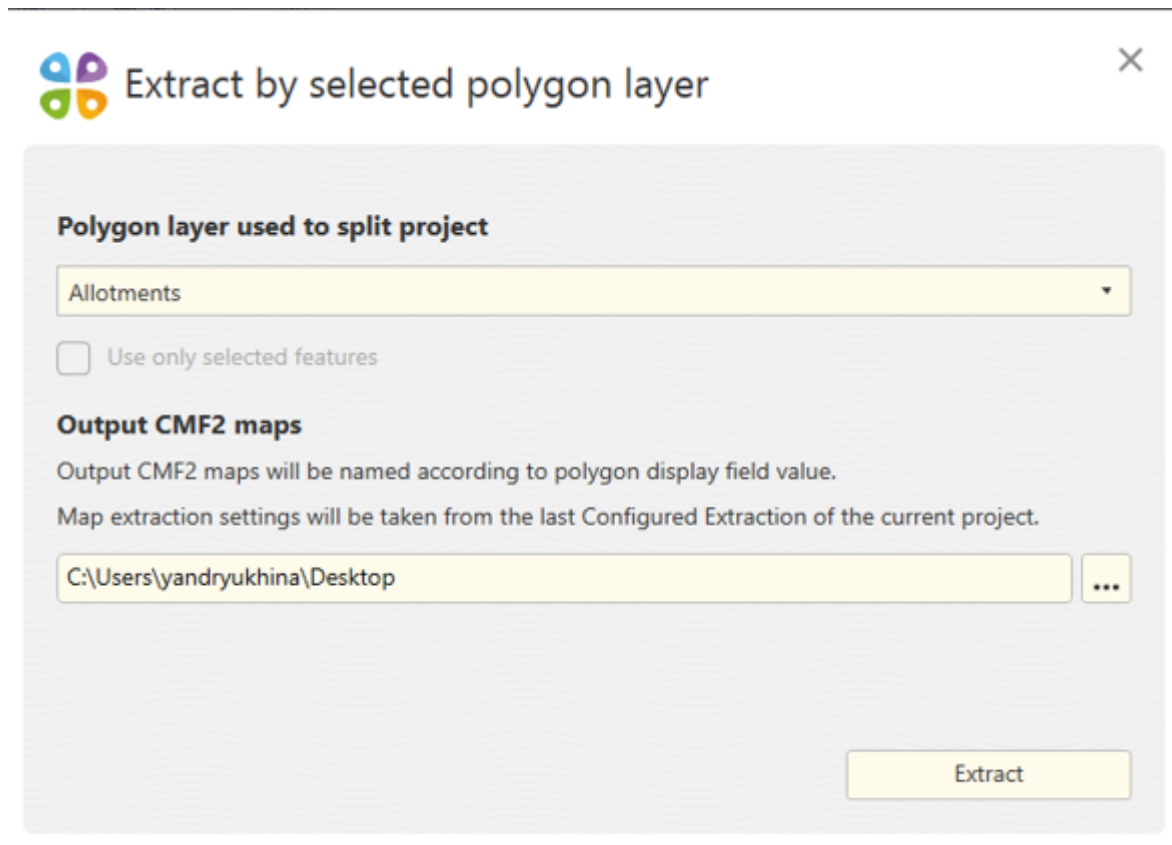 Extract by selected polygon layer
Polygon layer used to split project
Allotments
Use only selected features
Output CMF2 maps
Output CMF2 maps will be named according to polygon display field value.
Map extraction settings will be taken from the last Configured Extraction of the current project.
C:\Users\yandryukhina\Desktop
...
Extract